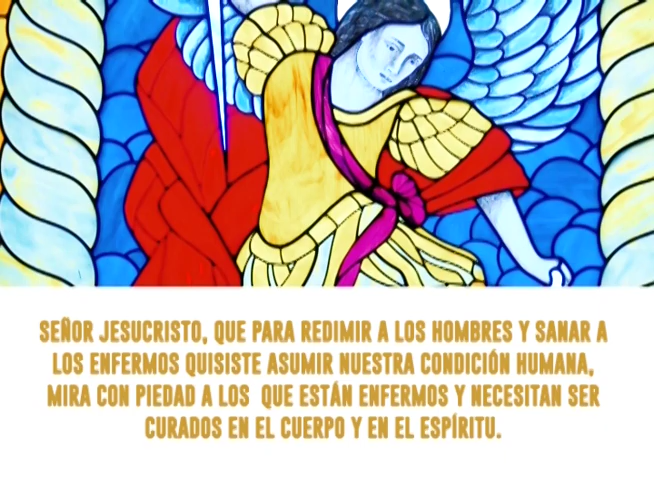 SEÑOR JESUCRISTO, QUE PARA REDIMIR A LOS HOMBRES Y SANAR A
LOS ENFERMOS QUISISTE ASUMIR NUESTRA CONDICIÓN HUMANA,
MIRA CON PIEDAD A LOS  QUE ESTÁN ENFERMOS Y NECESITAN SER
CURADOS EN EL CUERPO Y EN EL ESPÍRITU.